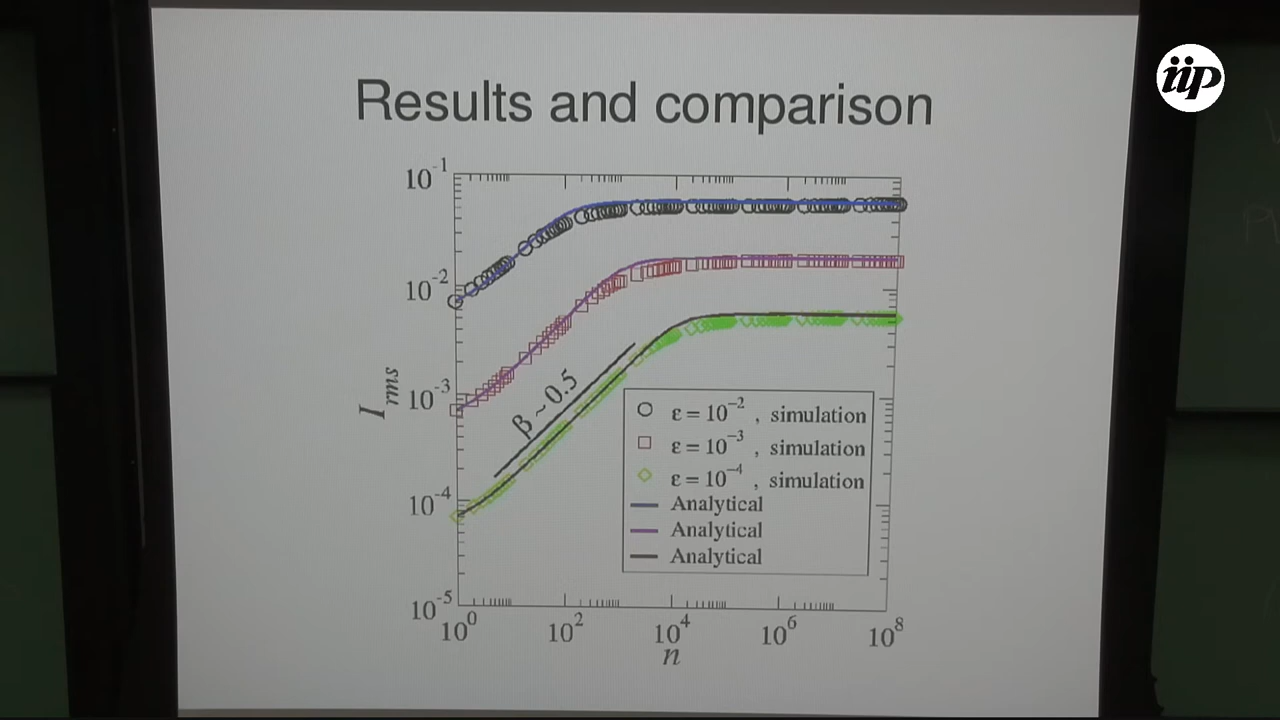 iip
Results and comparison
10^-1
10^-2
10^-3
10^-4
10^-5
I_rms
β ~ 0.5
ε = 10^-2 , simulation
ε = 10^-3 , simulation
ε = 10^-4 , simulation
Analytical
Analytical
Analytical
10^0 10^2 10^4 10^6 10^8
n